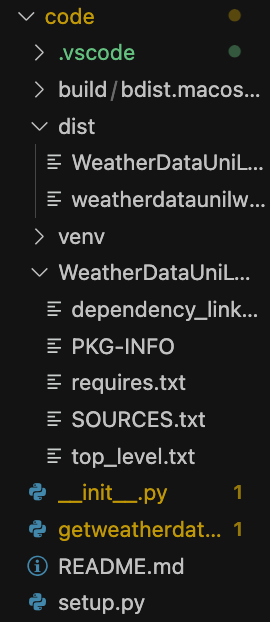 code
.vscode
build/bdist.macos...
dist
WeatherDataUniL...
weatherdataunilw...
venv
WeatherDataUniL...
dependency_link...
PKG-INFO
requires.txt
SOURCES.txt
top_level.txt
__init__.py 1
getweatherdat... 1
README.md
setup.py